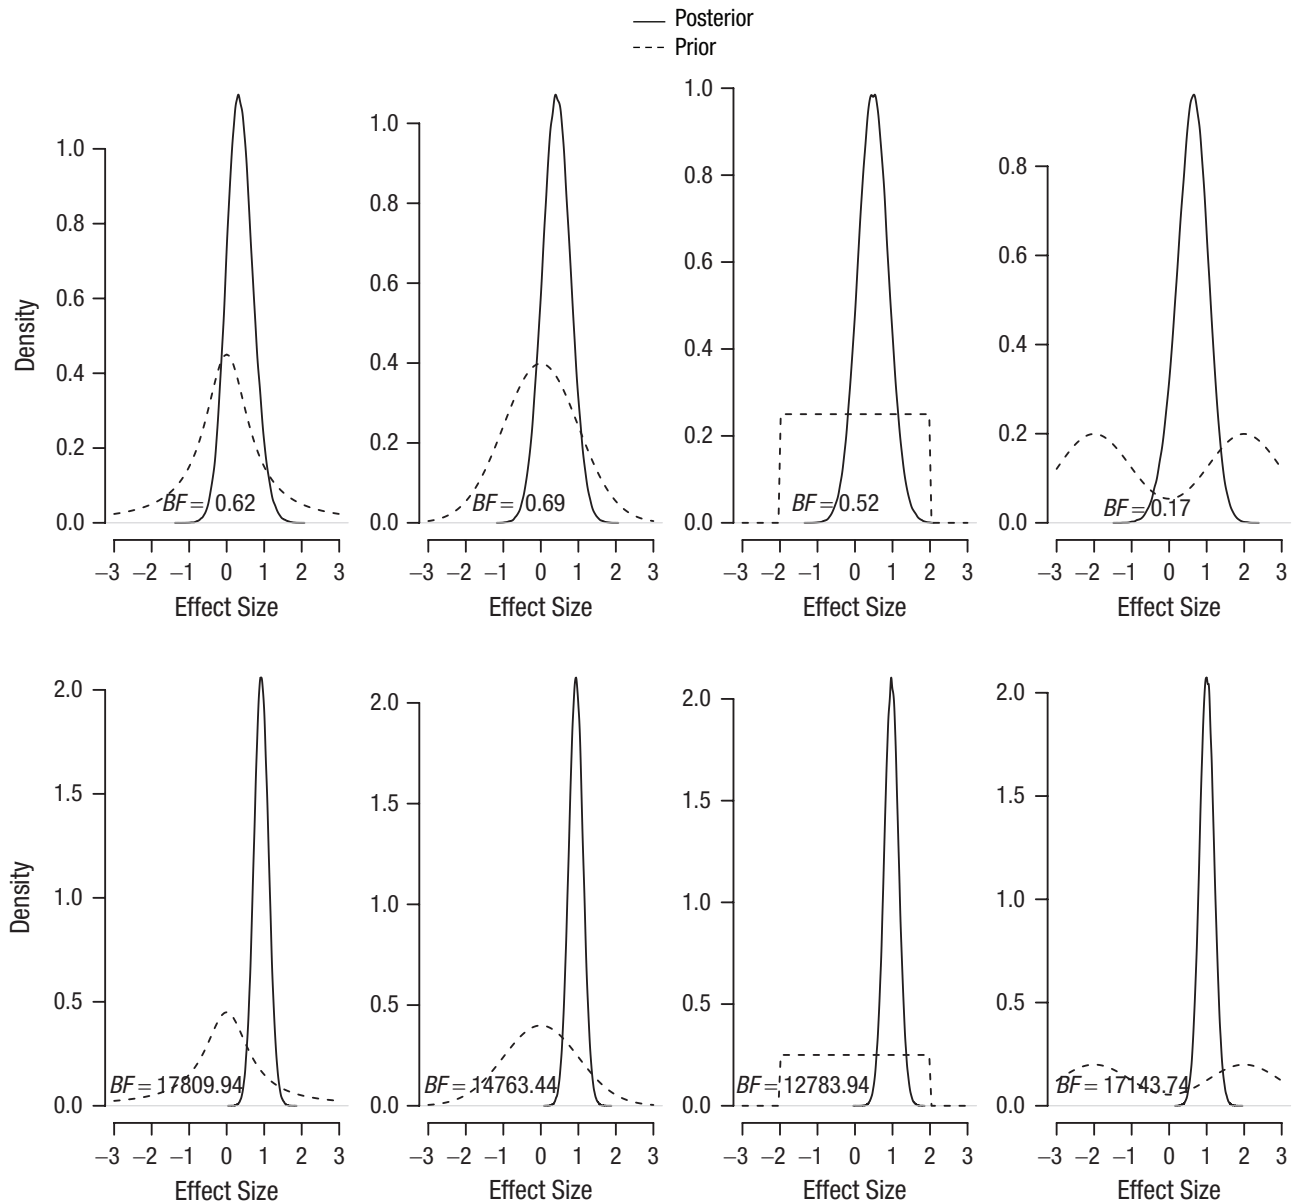 Posterior
Prior
1.0
0.8
0.6
0.4
0.2
0.0
Density
BF = 0.62
−3 −2 −1 0 1 2 3
Effect Size
1.0
0.8
0.6
0.4
0.2
0.0
BF = 0.69
−3 −2 −1 0 1 2 3
Effect Size
1.0
0.8
0.6
0.4
0.2
0.0
BF = 0.52
−3 −2 −1 0 1 2 3
Effect Size
0.8
0.6
0.4
0.2
0.0
BF = 0.17
−3 −2 −1 0 1 2 3
Effect Size
2.0
1.5
1.0
0.5
0.0
Density
BF = 17809.94
−3 −2 −1 0 1 2 3
Effect Size
2.0
1.5
1.0
0.5
0.0
BF = 14763.44
−3 −2 −1 0 1 2 3
Effect Size
2.0
1.5
1.0
0.5
0.0
BF = 12783.94
−3 −2 −1 0 1 2 3
Effect Size
2.0
1.5
1.0
0.5
0.0
BF = 17143.74
−3 −2 −1 0 1 2 3
Effect Size